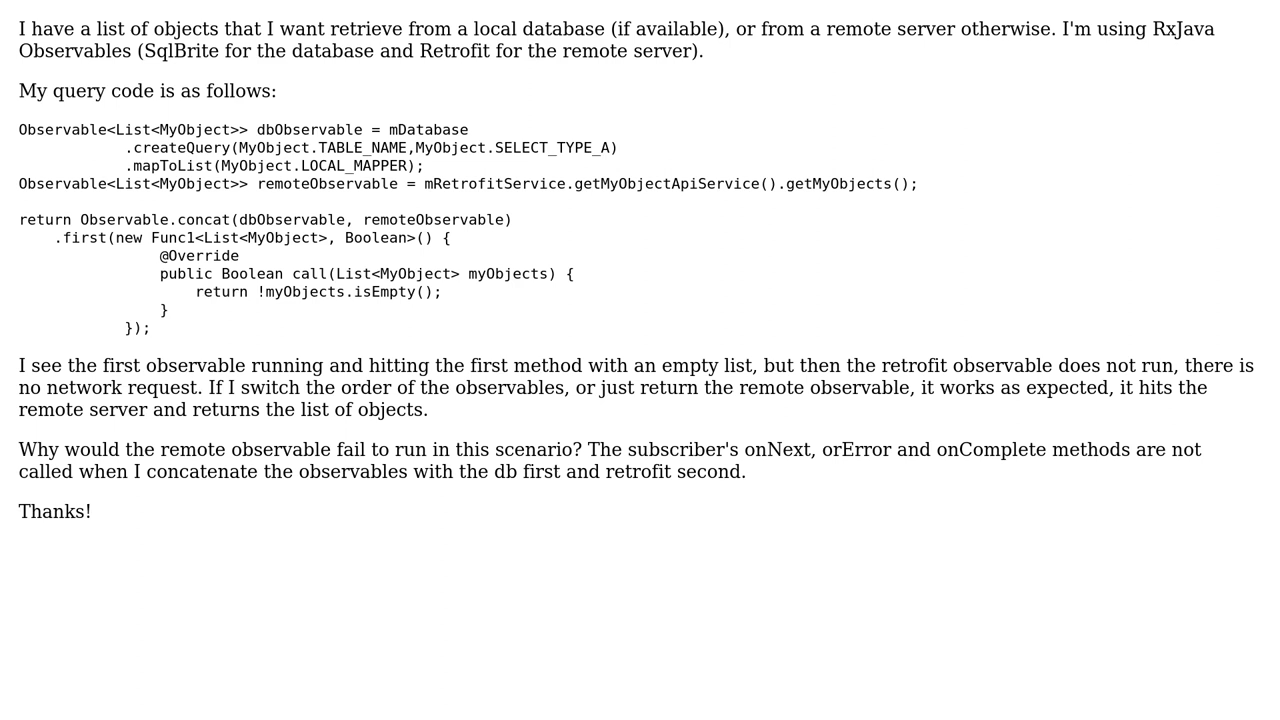 I have a list of objects that I want retrieve from a local database (if available), or from a remote server otherwise. I'm using RxJava
Observables (SqlBrite for the database and Retrofit for the remote server).
My query code is as follows:
Observable<List<MyObject>> dbObservable = mDatabase
            .createQuery(MyObject.TABLE_NAME,MyObject.SELECT_TYPE_A)
            .mapToList(MyObject.LOCAL_MAPPER);
Observable<List<MyObject>> remoteObservable = mRetrofitService.getMyObjectApiService().getMyObjects();
return Observable.concat(dbObservable, remoteObservable)
    .first(new Func1<List<MyObject>, Boolean>() {
                @Override
                public Boolean call(List<MyObject> myObjects) {
                    return !myObjects.isEmpty();
                }
            });
I see the first observable running and hitting the first method with an empty list, but then the retrofit observable does not run, there is
no network request. If I switch the order of the observables, or just return the remote observable, it works as expected, it hits the
remote server and returns the list of objects.
Why would the remote observable fail to run in this scenario? The subscriber's onNext, orError and onComplete methods are not
called when I concatenate the observables with the db first and retrofit second.
Thanks!